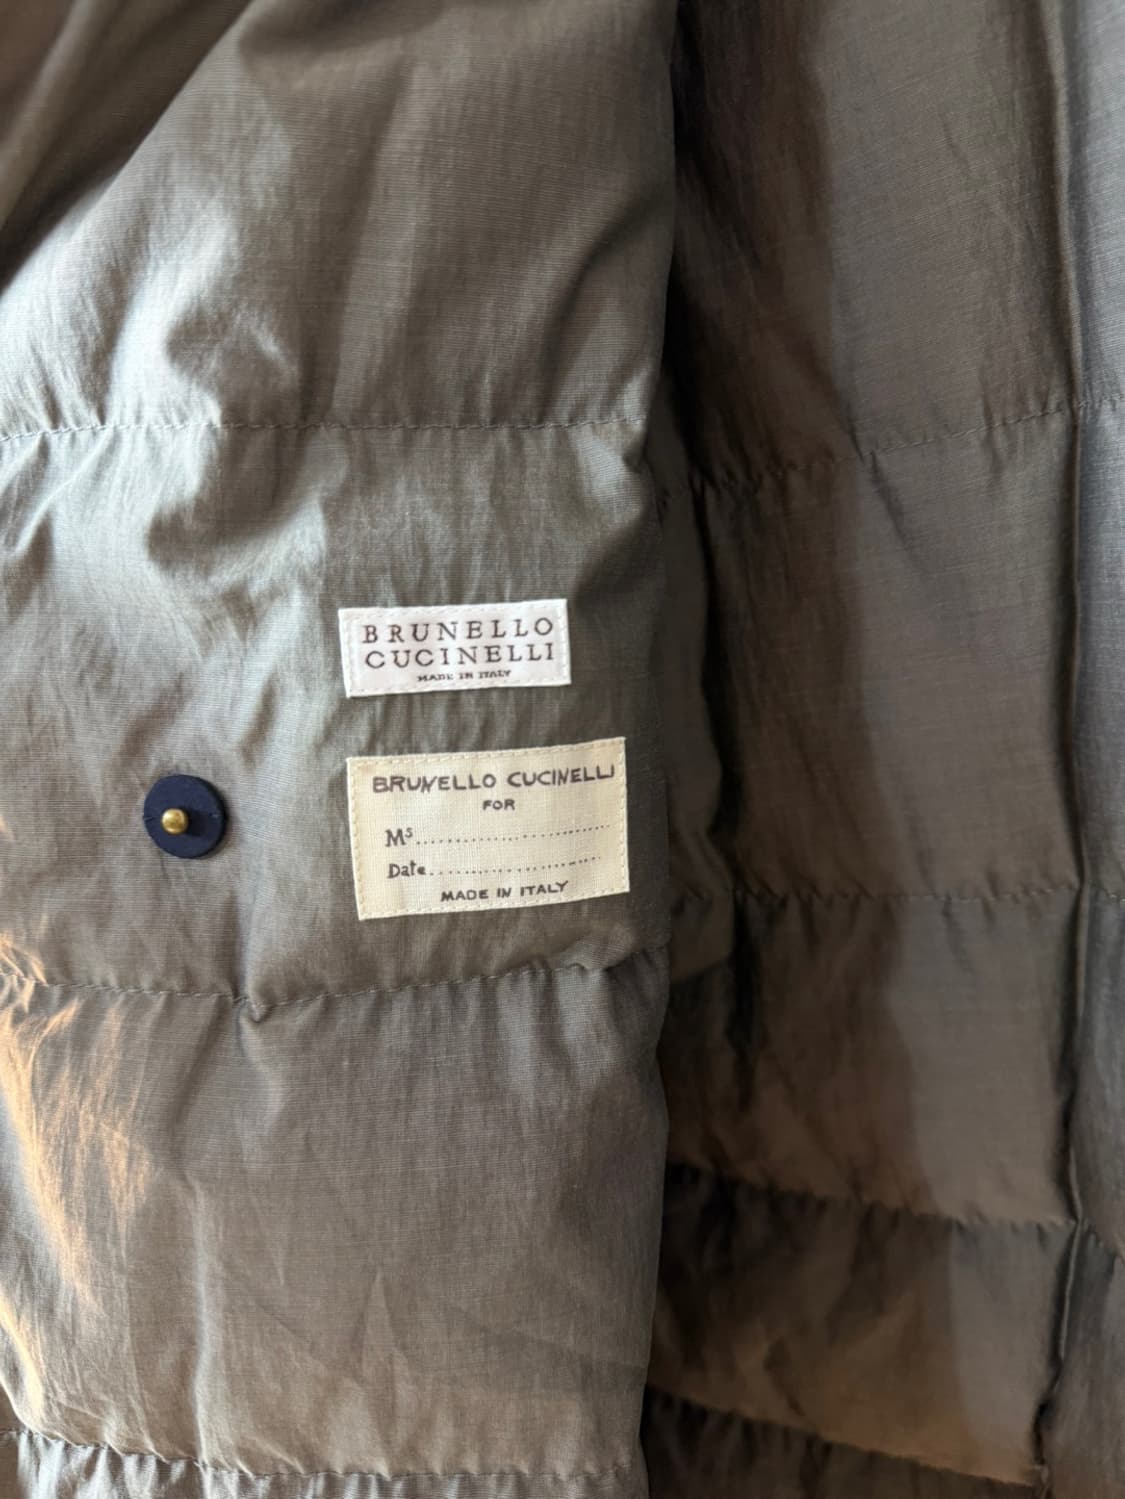 BRUNELLO
CUCINELLI
MADE IN ITALY
BRUNELLO CUCINELLI
FOR
Ms..............................
Date..............................
MADE IN ITALY